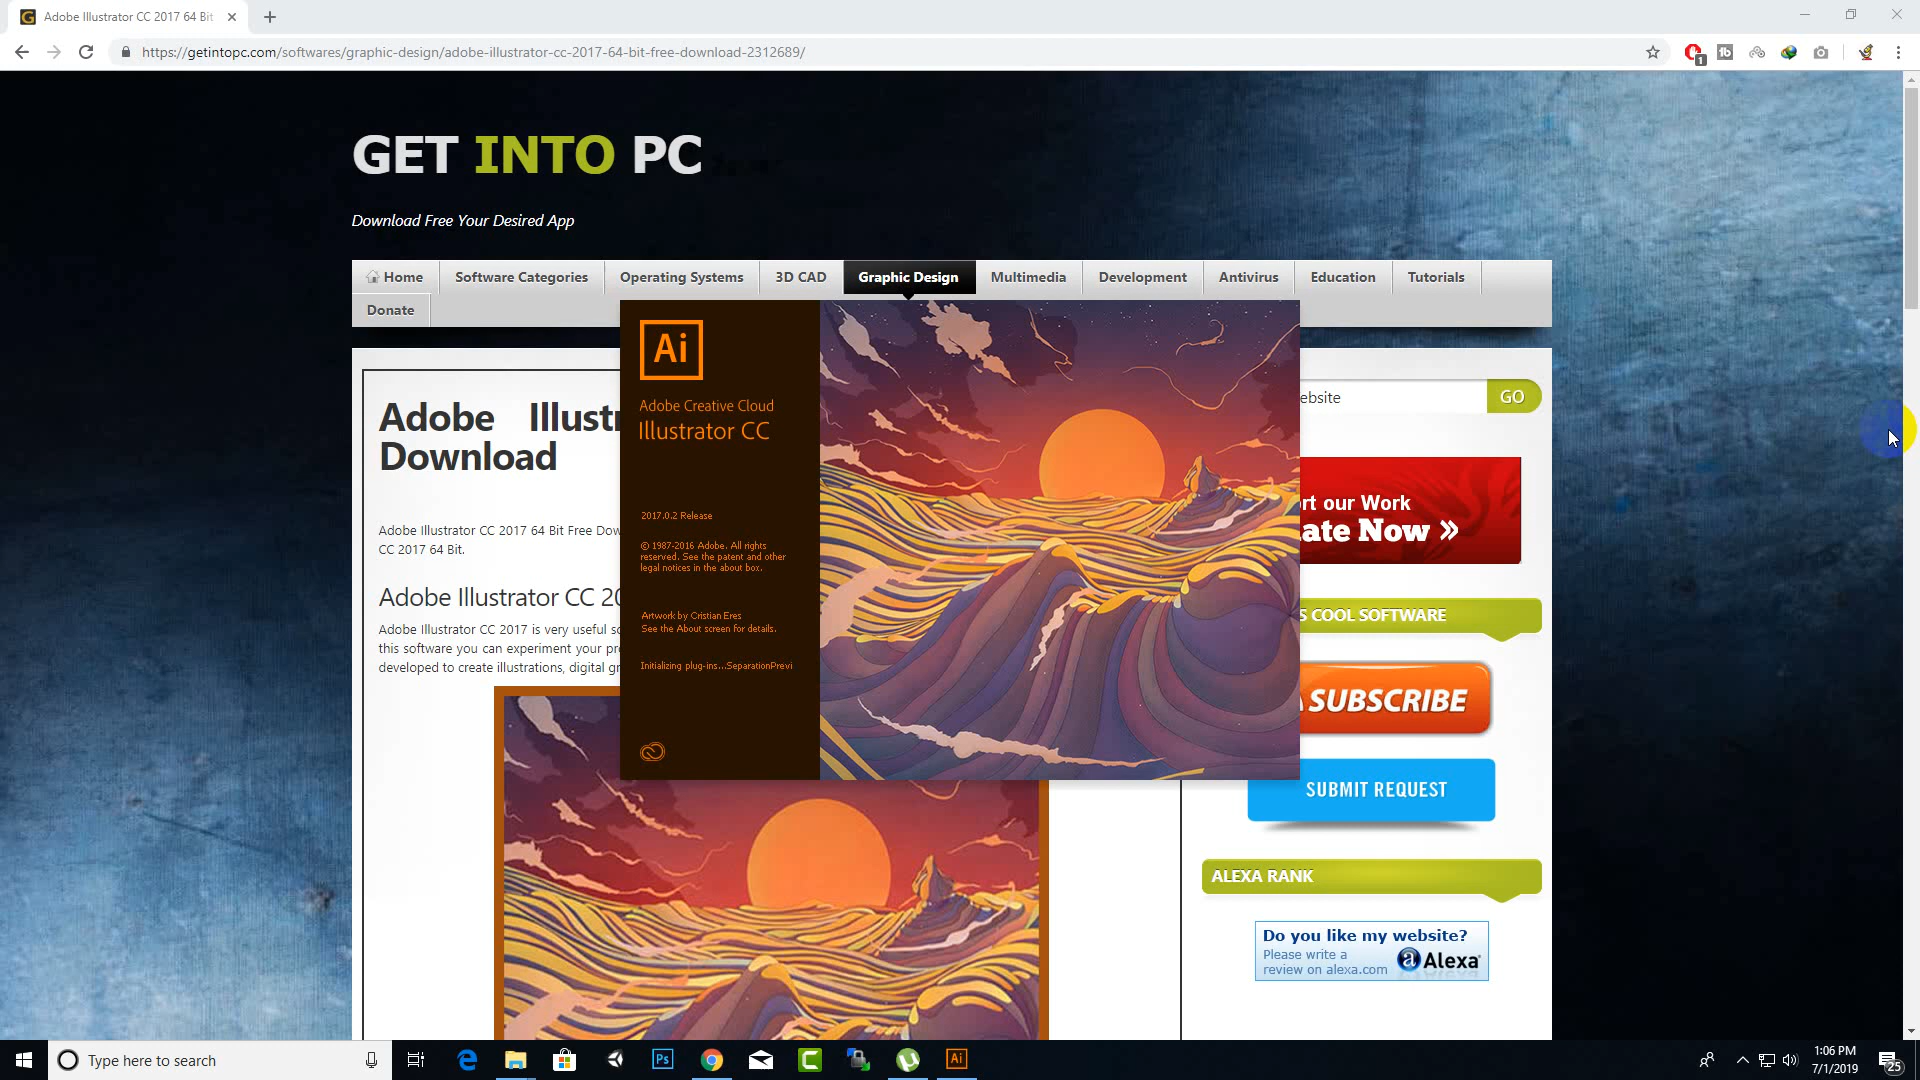 Adobe Illustrator CC 2017 64 Bit
https://getintopc.com/softwares/graphic-design/adobe-illustrator-cc-2017-64-bit-free-download-2312689/
1
GET INTO PC
Download Free Your Desired App
Home Software Categories Operating Systems 3D CAD Graphic Design Multimedia Development Antivirus Education Tutorials
Donate
Adobe Illustr
Download
Adobe Illustrator CC 2017 64 Bit Free Dow
CC 2017 64 Bit.
Adobe Illustrator CC 20
Adobe Illustrator CC 2017 is very useful so
this software you can experiment your pr
developed to create illustrations, digital gr
Ai
Adobe Creative Cloud
Illustrator CC
2017.0.2 Release
© 1987-2016 Adobe. All rights
reserved. See the patent and other
legal notices in the about box.
Artwork by Cristian Eres
See the About screen for details.
Initializing plug-ins...SeparationPrevi
ebsite GO
rt our Work
ate Now »
S COOL SOFTWARE
SUBSCRIBE
SUBMIT REQUEST
ALEXA RANK
Do you like my website?
Please write a
review on alexa.com
a Alexa
Type here to search
Ps
Ai
1:06 PM
7/1/2019
25